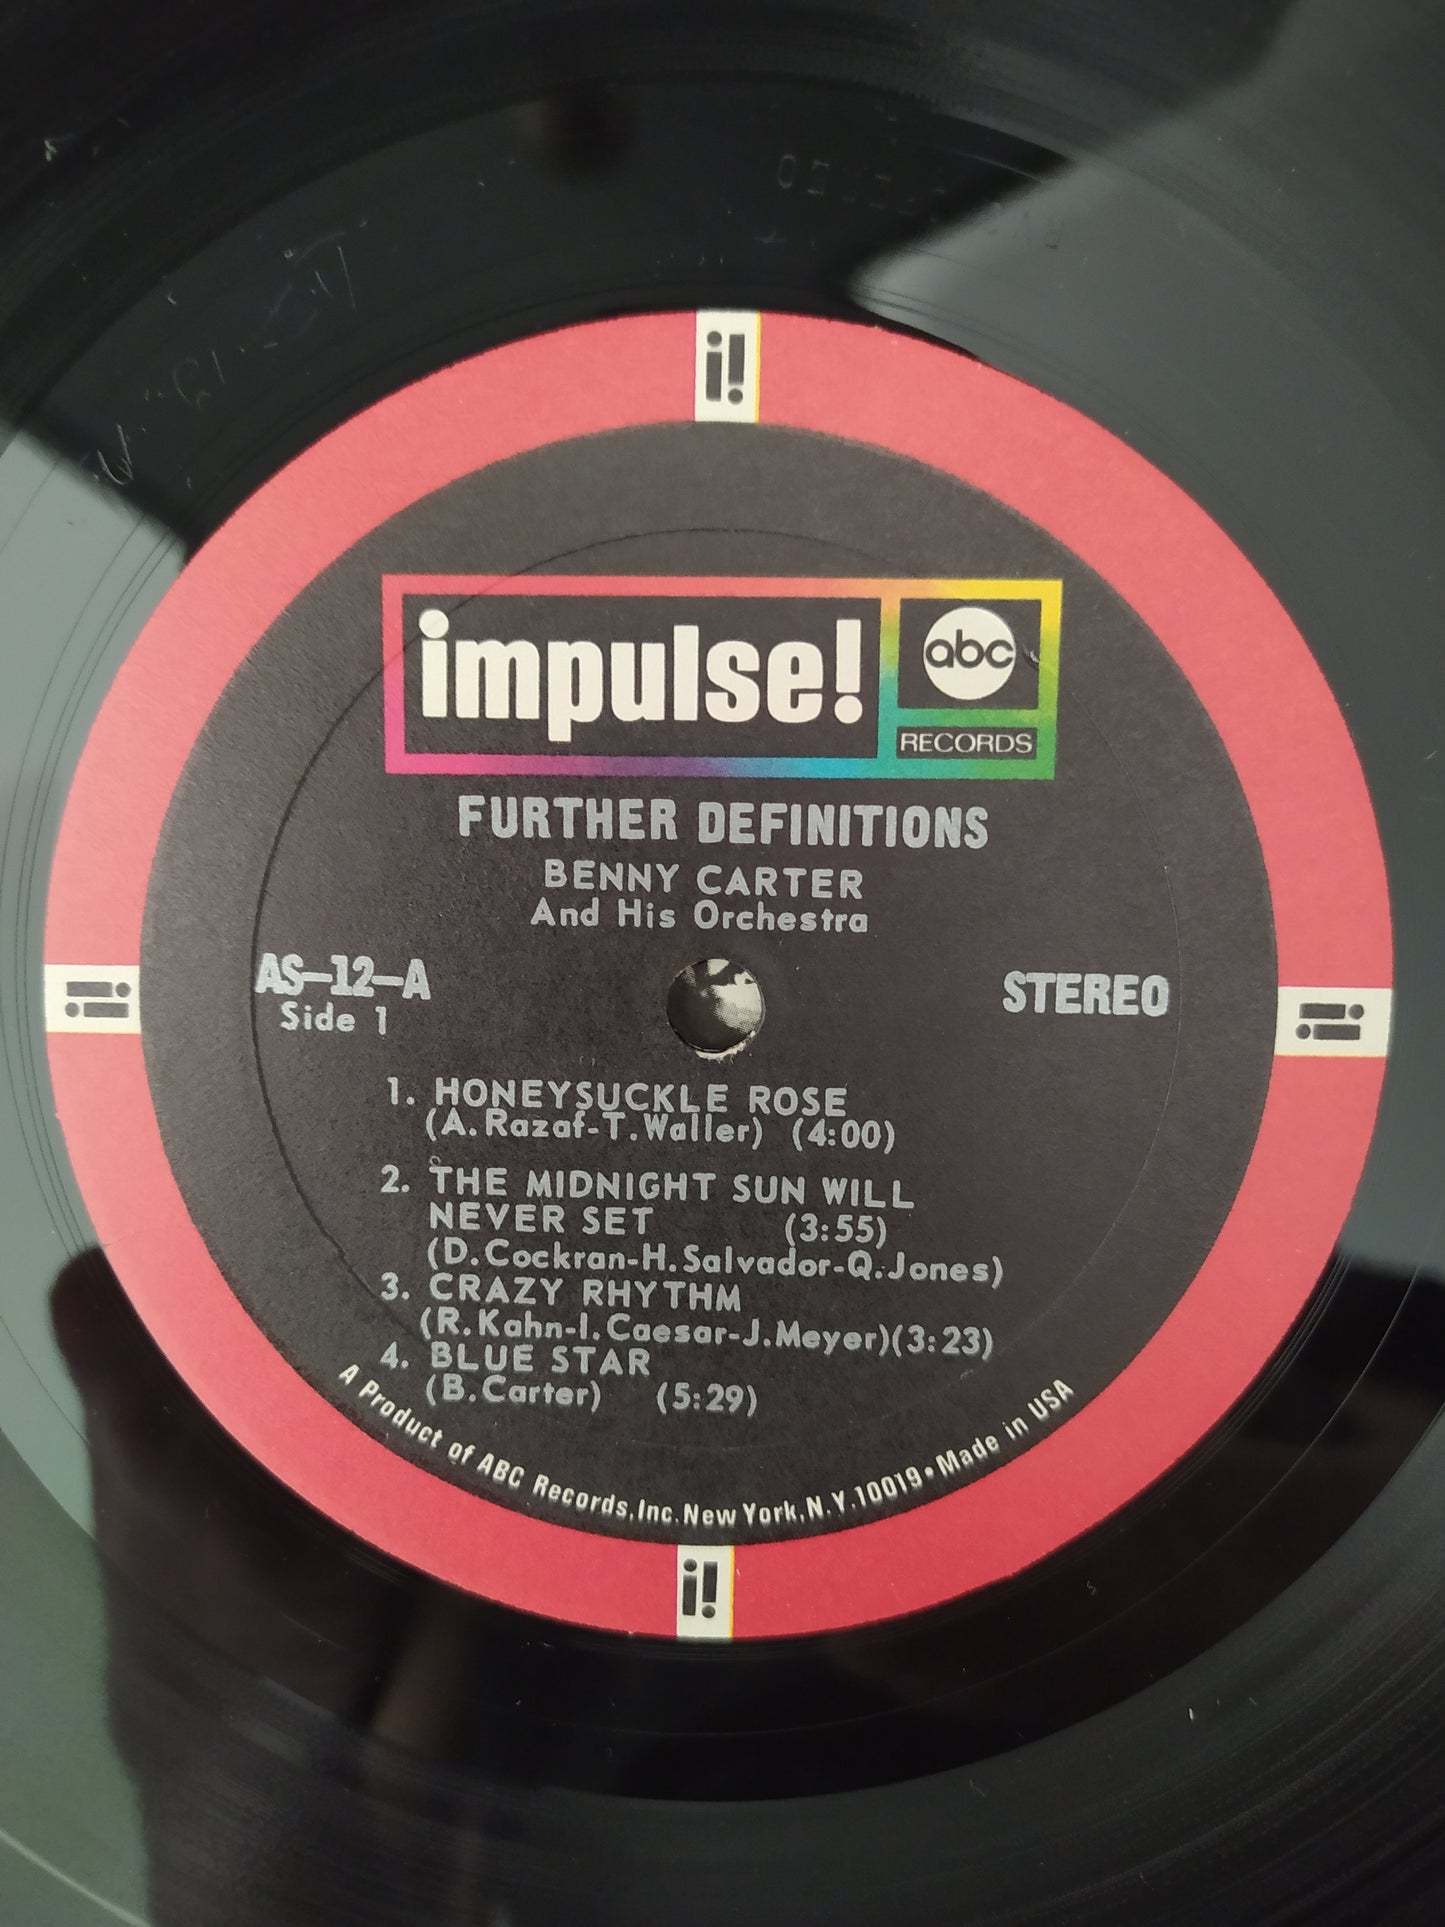 i!
impulse!
abc
RECORDS
FURTHER DEFINITIONS
BENNY CARTER
And His Orchestra
AS-12-A
Side 1
STEREO
i!
i!
1. HONEYSUCKLE ROSE
(A. Razaf-T. Waller) (4:00)
2. THE MIDNIGHT SUN WILL
NEVER SET (3:55)
(D. Cockran-H. Salvador-Q. Jones)
3. CRAZY RHYTHM
(R. Kahn-I. Caesar-J. Meyer)(3:23)
4. BLUE STAR
(B. Carter) (5:29)
A Product of ABC Records, Inc. New York, N.Y. 10019 • Made in USA
i!